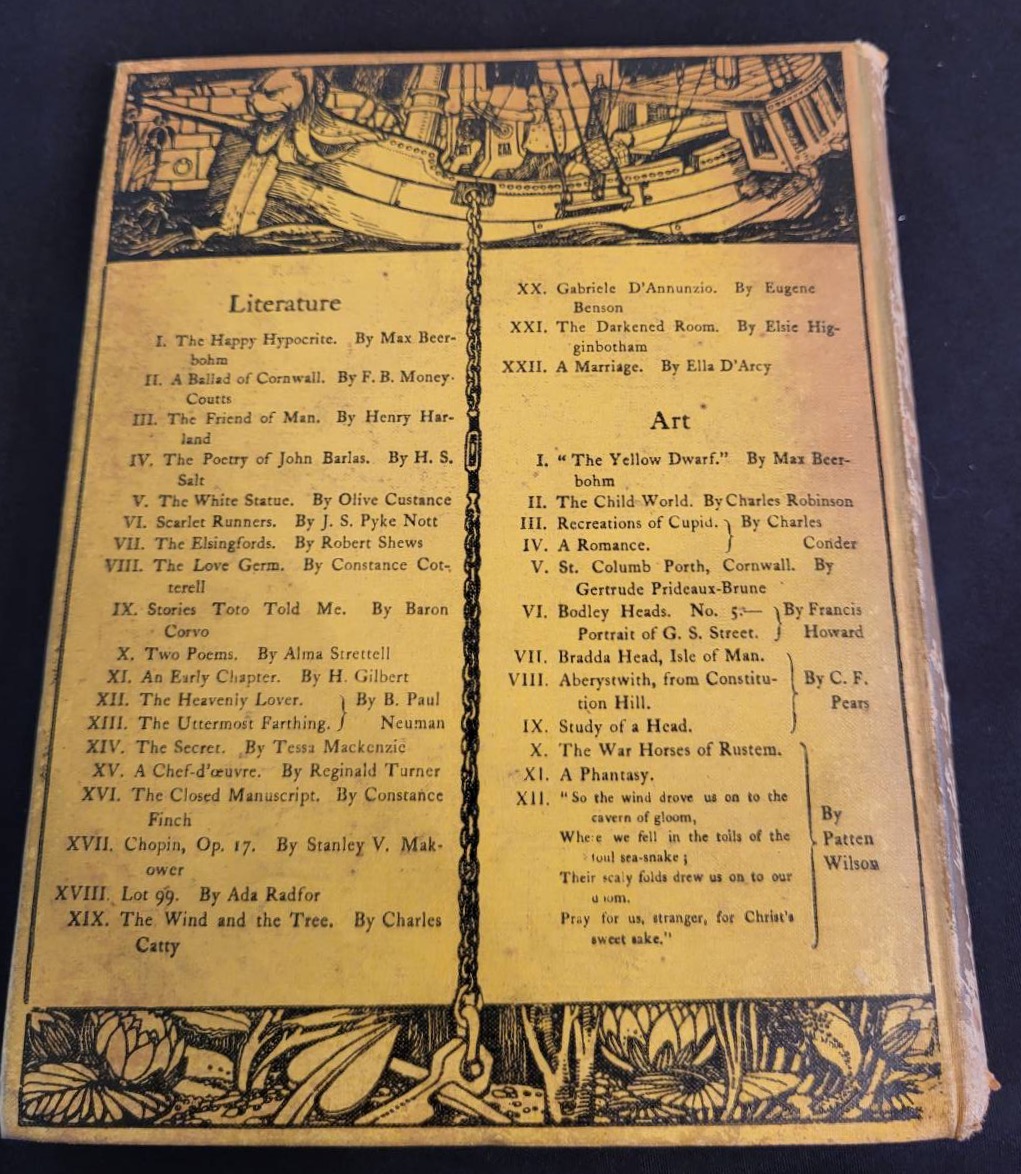 Literature
I. The Happy Hypocrite. By Max Beer-
bohm
II. A Ballad of Cornwall. By F. B. Money-
Coutts
III. The Friend of Man. By Henry Har-
land
IV. The Poetry of John Barlas. By H. S.
Salt
V. The White Statue. By Olive Custance
VI. Scarlet Runners. By J. S. Pyke Nott
VII. The Elsingfords. By Robert Shews
VIII. The Love Germ. By Constance Cot-
terell
IX. Stories Toto Told Me. By Baron
Corvo
X. Two Poems. By Alma Strettell
XI. An Early Chapter. By H. Gilbert
XII. The Heavenly Lover. } By B. Paul
XIII. The Uttermost Farthing. } Neuman
XIV. The Secret. By Tessa Mackenzie
XV. A Chef-d'œuvre. By Reginald Turner
XVI. The Closed Manuscript. By Constance
Finch
XVII. Chopin, Op. 17. By Stanley V. Mak-
ower
XVIII. Lot 99. By Ada Radfor
XIX. The Wind and the Tree. By Charles
Catty
XX. Gabriele D'Annunzio. By Eugene
Benson
XXI. The Darkened Room. By Elsie Hig-
ginbotham
XXII. A Marriage. By Ella D'Arcy
Art
I. "The Yellow Dwarf." By Max Beer-
bohm
II. The Child World. By Charles Robinson
III. Recreations of Cupid. } By Charles
IV. A Romance. } Conder
V. St. Columb Porth, Cornwall. By
Gertrude Prideaux-Brune
VI. Bodley Heads. No. 5:— } By Francis
Portrait of G. S. Street. } Howard
VII. Bradda Head, Isle of Man.
VIII. Aberystwith, from Constitu- } By C. F.
tion Hill. Pears
IX. Study of a Head.
X. The War Horses of Rustem.
XI. A Phantasy.
XII. "So the wind drove us on to the
cavern of gloom, By
Where we fell in the toils of the Patten
foul sea-snake; Wilson
Their scaly folds drew us on to our
doom.
Pray for us, stranger, for Christ's
sweet sake."